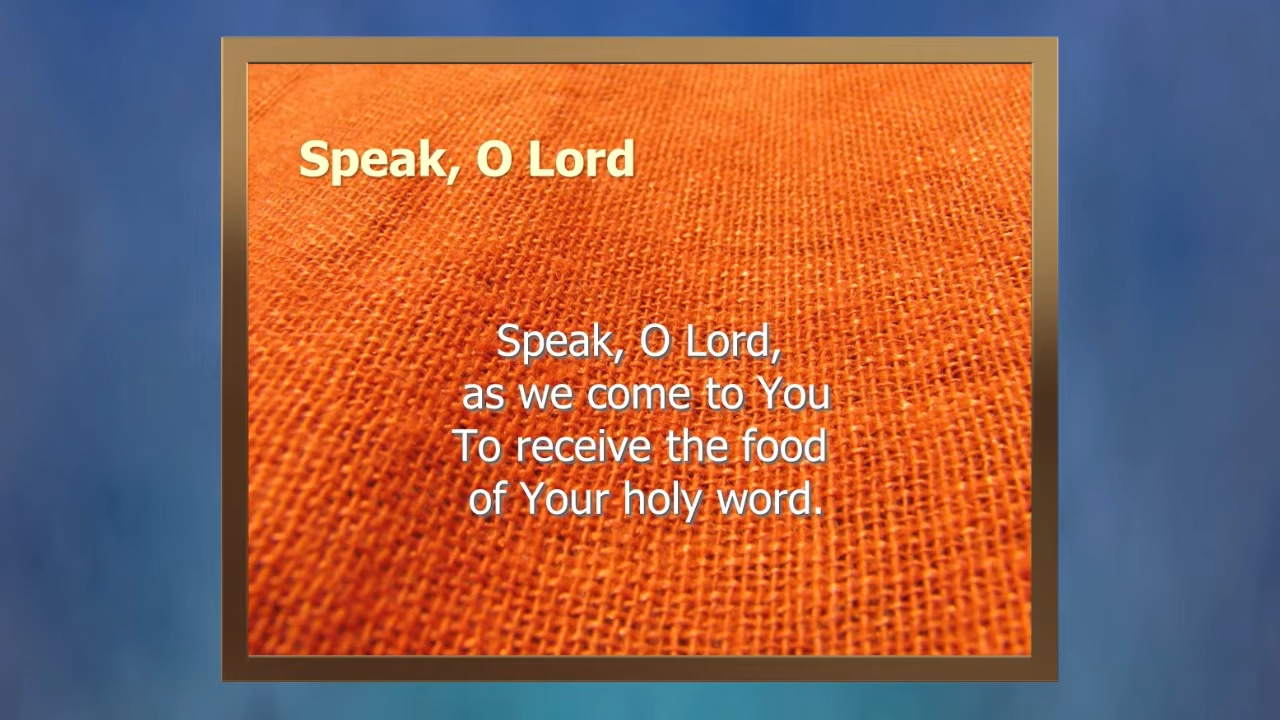 Speak, O Lord
Speak, O Lord,
as we come to You
To receive the food
of Your holy word.